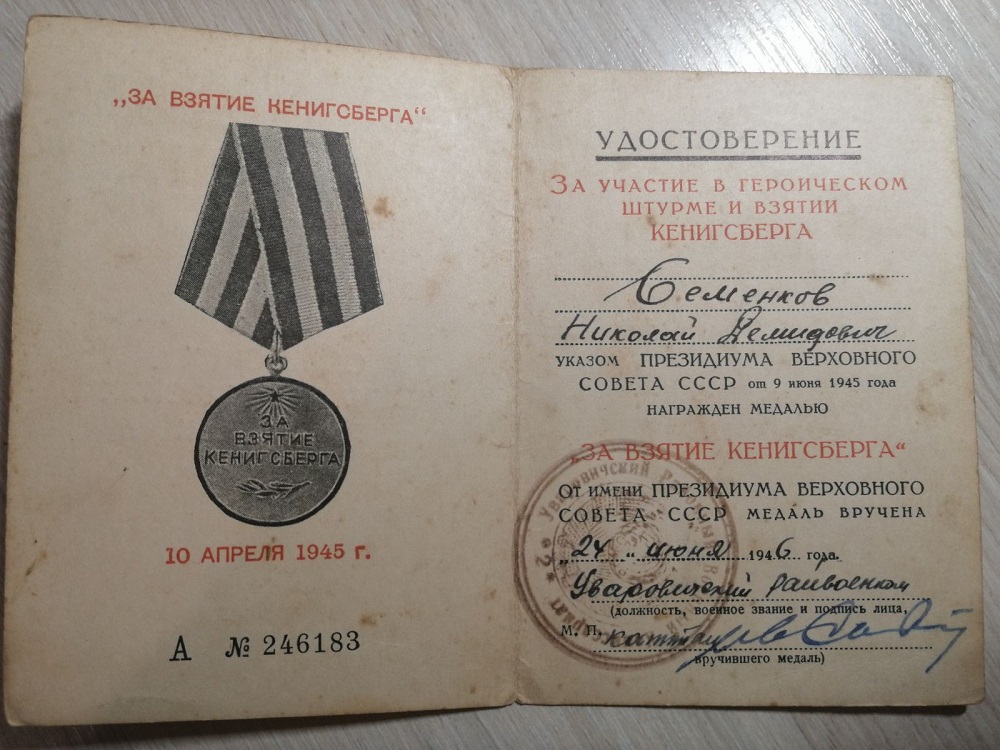 „ЗА ВЗЯТИЕ КЕНИГСБЕРГА“
ЗА
ВЗЯТИЕ
КЕНИГСБЕРГА
10 АПРЕЛЯ 1945 г.
А № 246183
УДОСТОВЕРЕНИЕ
ЗА УЧАСТИЕ В ГЕРОИЧЕСКОМ
ШТУРМЕ И ВЗЯТИИ
КЕНИГСБЕРГА
Семенков
Николай Демидович
УКАЗОМ ПРЕЗИДИУМА ВЕРХОВНОГО
СОВЕТА СССР от 9 июня 1945 года
НАГРАЖДЕН МЕДАЛЬЮ
„ЗА ВЗЯТИЕ КЕНИГСБЕРГА“
ОТ ИМЕНИ ПРЕЗИДИУМА ВЕРХОВНОГО
СОВЕТА СССР МЕДАЛЬ ВРУЧЕНА
„24„ июня 1946 года.
Уваровичский райвоенком
(должность, военное звание и подпись лица,
М. П.
вручившего медаль)
Уваровичский